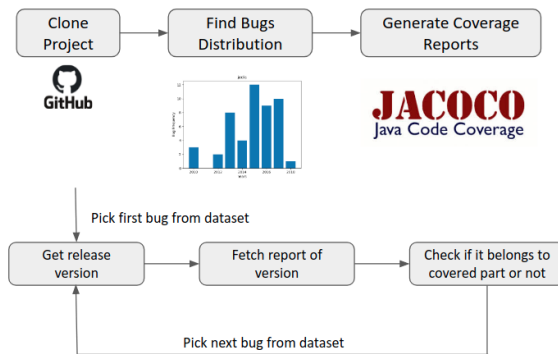 Clone
Project
Find Bugs
Distribution
Generate Coverage
Reports
GitHub
JACOCO
Java Code Coverage
Pick first bug from dataset
Get release
version
Fetch report of
version
Check if it belongs to
covered part or not
Pick next bug from dataset